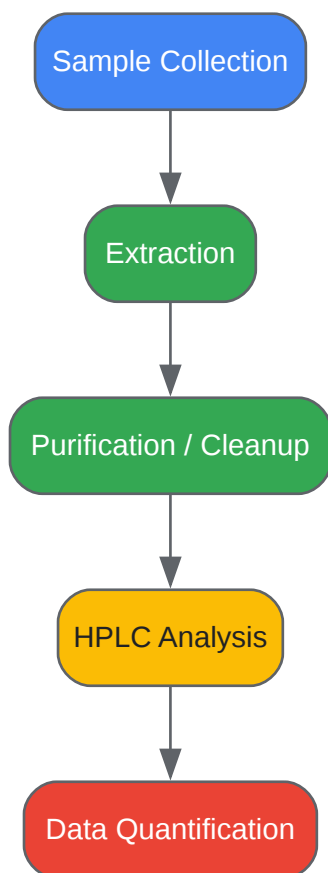 Sample Collection
Extraction
Purification / Cleanup
HPLC Analysis
Data Quantification